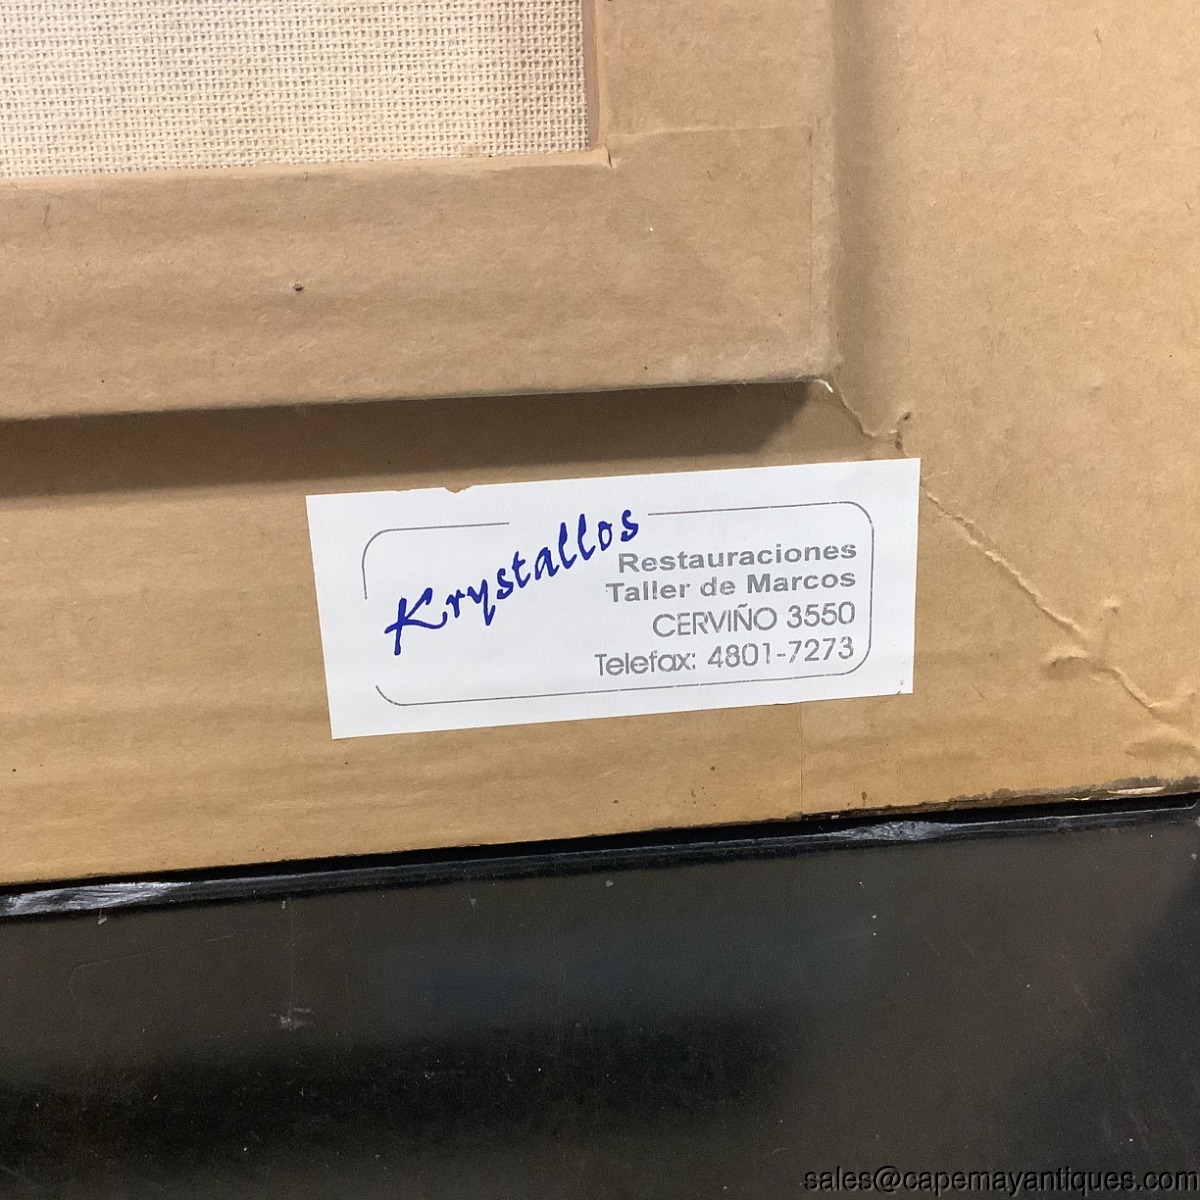 Krystallos
Restauraciones
Taller de Marcos
CERVIÑO 3550
Telefax: 4801-7273
sales@capemayantiques.com